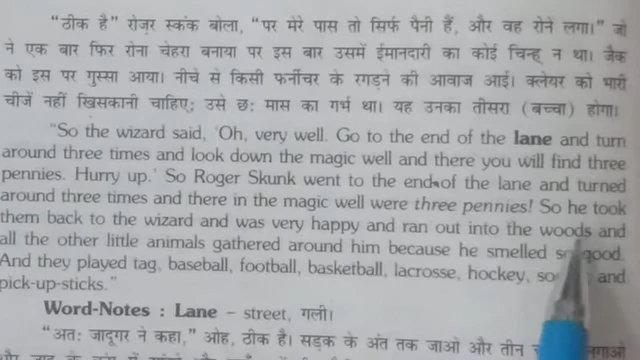 "ठीक है" रोज़र स्कंक बोला, "पर मेरे पास तो सिर्फ पैनी हैं, और वह रोने लगा।" जो
ने एक बार फिर रोना चेहरा बनाया पर इस बार उसमें ईमानदारी का कोई चिन्ह न था। जैक
को इस पर गुस्सा आया। नीचे से किसी फर्नीचर के रगड़ने की आवाज आई। क्लेयर को भारी
चीजें नहीं खिसकानी चाहिए; उसे छः मास का गर्भ था। यह उनका तीसरा (बच्चा) होगा।
"So the wizard said, 'Oh, very well. Go to the end of the lane and turn
around three times and look down the magic well and there you will find three
pennies. Hurry up.' So Roger Skunk went to the end of the lane and turned
around three times and there in the magic well were three pennies! So he took
them back to the wizard and was very happy and ran out into the woods and
all the other little animals gathered around him because he smelled so good.
And they played tag, baseball, football, basketball, lacrosse, hockey, and
pick-up-sticks."
Word-Notes : Lane – street, गली।
"अतः जादूगर ने कहा," ओह, ठीक है। सड़क के अंत तक जाओ और तीन लगाओ